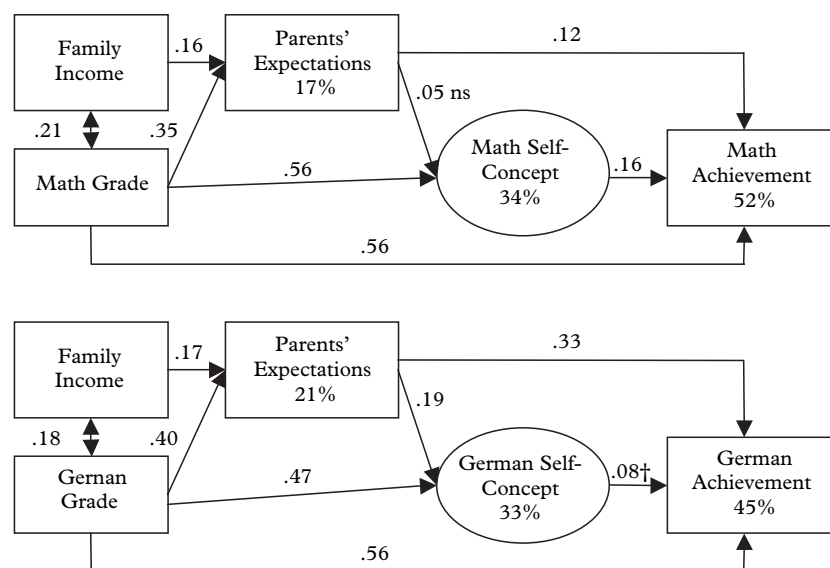 Family
Income
.16
Parents’
Expectations
17%
.12
.21
.35
.05 ns
Math Grade
.56
Math Self-
Concept
34%
.16
Math
Achievement
52%
.56
Family
Income
.17
Parents’
Expectations
21%
.33
.18
.40
.19
Gernan
Grade
.47
German Self-
Concept
33%
.08†
German
Achievement
45%
.56